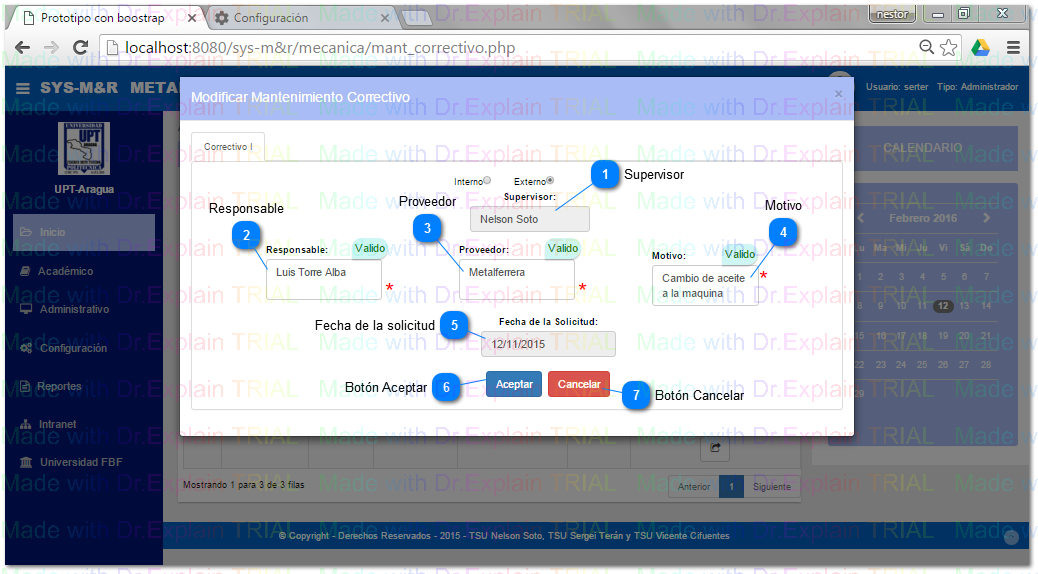 Prototipo con boostrap
Configuración
nestor
localhost:8080/sys-m&r/mecanica/mant_correctivo.php
SYS-M&R META
Usuario: serter Tipo: Administrador
Modificar Mantenimiento Correctivo
×
UNIVERSIDAD
UPT
POLITECNICA
UPT-Aragua
Inicio
Académico
Administrativo
Configuración
Reportes
Intranet
Universidad FBF
Correctivo I
Interno
Externo
1 Supervisor
Supervisor:
Nelson Soto
Responsable
2
Responsable:
Valido
Luis Torre Alba
*
Proveedor
3
Proveedor:
Valido
Metalferrera
*
Motivo
4
Motivo:
Valido
Cambio de aceite
a la maquina
*
Fecha de la solicitud 5
Fecha de la Solicitud:
12/11/2015
Botón Aceptar 6
Aceptar
Cancelar
7 Botón Cancelar
CALENDARIO
Febrero 2016
Lu Ma Mi Ju Vi Sá Do
1 2 3 4 5 6 7
8 9 10 11 12 13 14
15 16 17 18 19 20 21
22 23 24 25 26 27 28
29
Mostrando 1 para 3 de 3 filas
Anterior 1 Siguiente
© Copyright - Derechos Reservados - 2015 - TSU Nelson Soto, TSU Sergei Terán y TSU Vicente Cifuentes
Made with Dr.Explain TRIAL